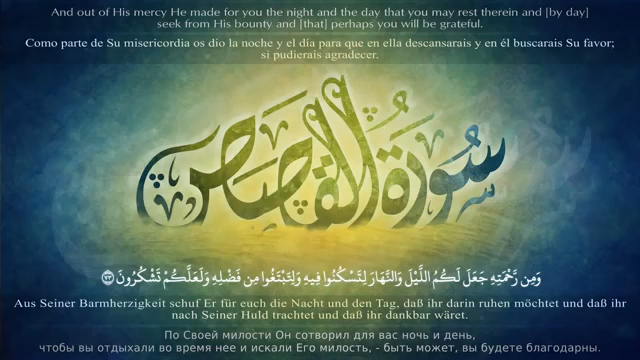 And out of His mercy He made for you the night and the day that you may rest therein and [by day]
seek from His bounty and [that] perhaps you will be grateful.
Como parte de Su misericordia os dio la noche y el día para que en ella descansarais y en él buscarais Su favor;
si pudierais agradecer.
سورة القصص
وَمِن رَّحْمَتِهِ جَعَلَ لَكُمُ اللَّيْلَ وَالنَّهَارَ لِتَسْكُنُوا فِيهِ وَلِتَبْتَغُوا مِن فَضْلِهِ وَلَعَلَّكُمْ تَشْكُرُونَ ﴿٧٣﴾
Aus Seiner Barmherzigkeit schuf Er für euch die Nacht und den Tag, daß ihr darin ruhen möchtet und daß ihr
nach Seiner Huld trachtet und daß ihr dankbar wäret.
По Своей милости Он сотворил для вас ночь и день,
чтобы вы отдыхали во время нее и искали Его милость, - быть может, вы будете благодарны.